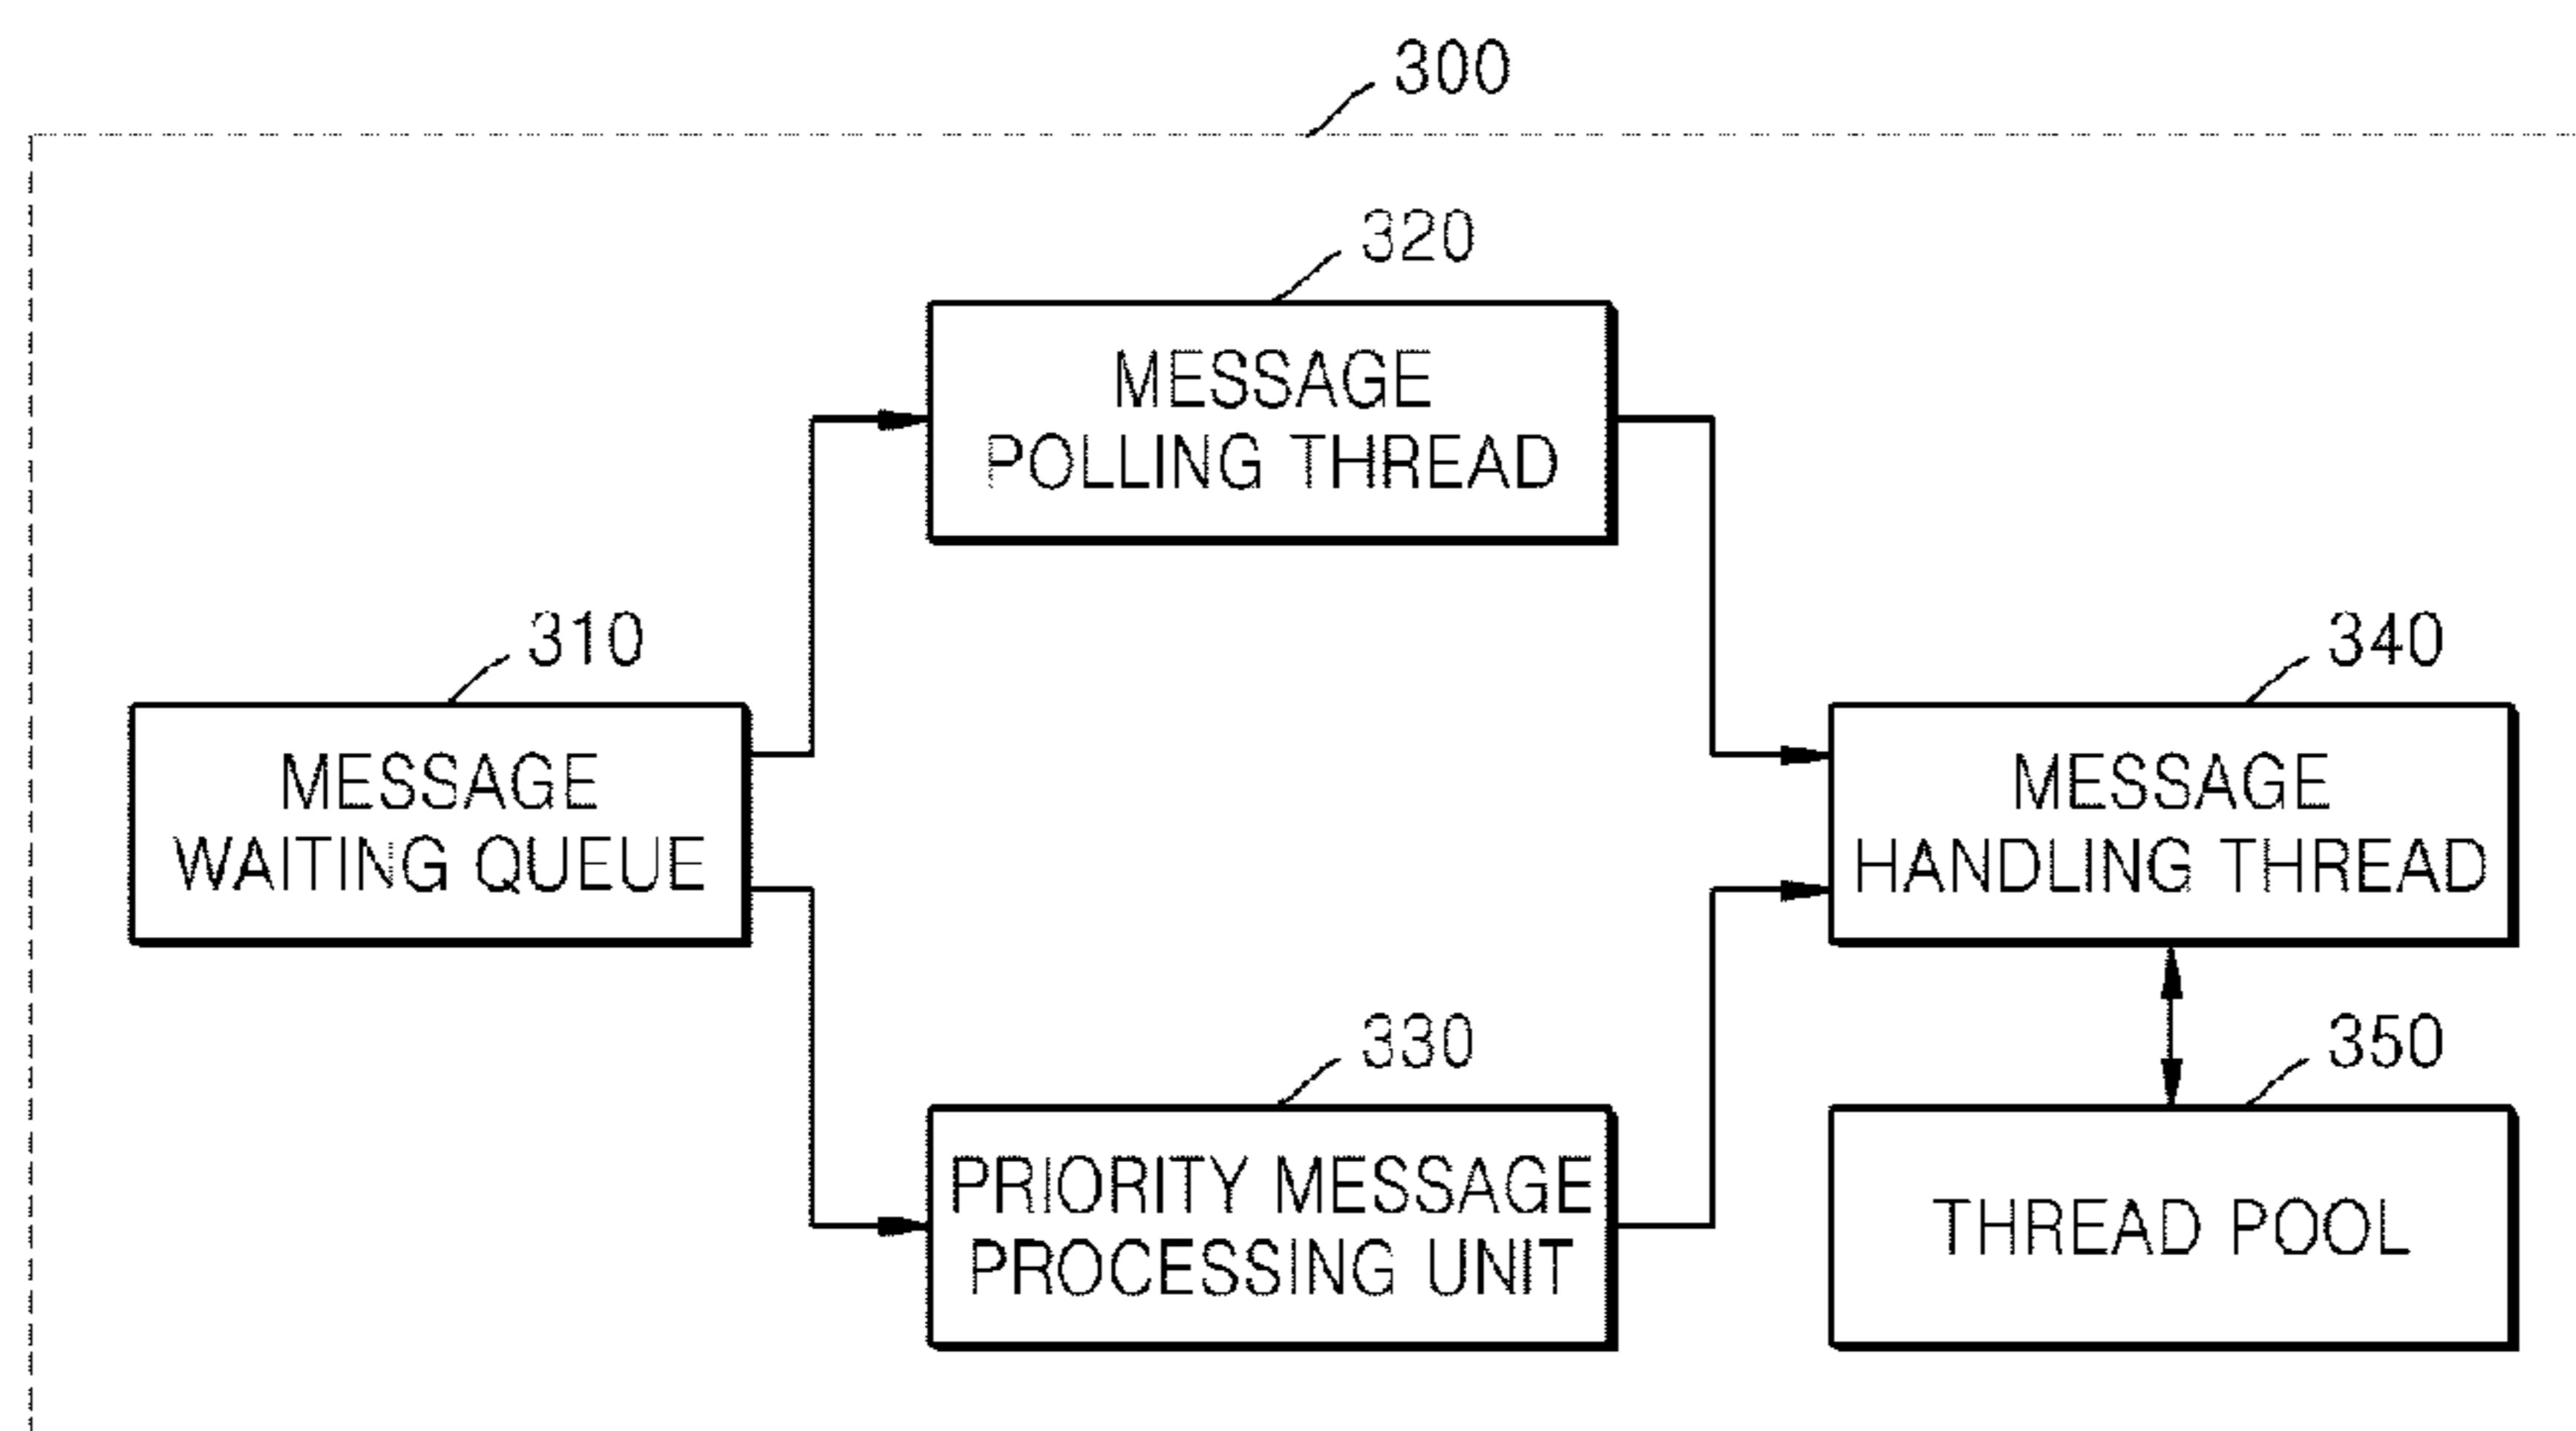 300
320
MESSAGE
POLLING THREAD
310
MESSAGE
WAITING QUEUE
340
MESSAGE
HANDLING THREAD
330
PRIORITY MESSAGE
PROCESSING UNIT
350
THREAD POOL